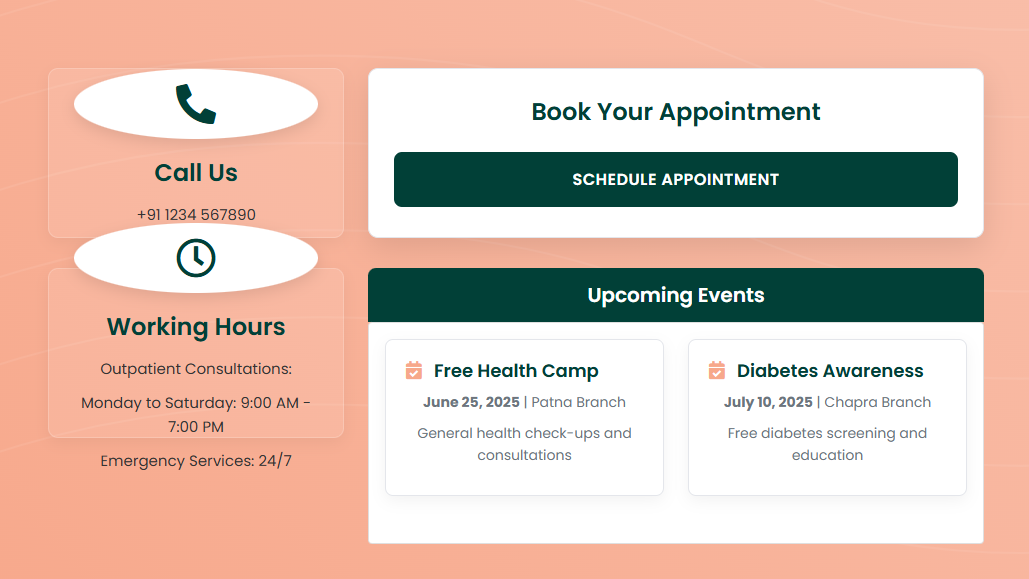 Call Us
+91 1234 567890
Working Hours
Outpatient Consultations:
Monday to Saturday: 9:00 AM -
7:00 PM
Emergency Services: 24/7
Book Your Appointment
SCHEDULE APPOINTMENT
Upcoming Events
Free Health Camp
June 25, 2025 | Patna Branch
General health check-ups and
consultations
Diabetes Awareness
July 10, 2025 | Chapra Branch
Free diabetes screening and
education